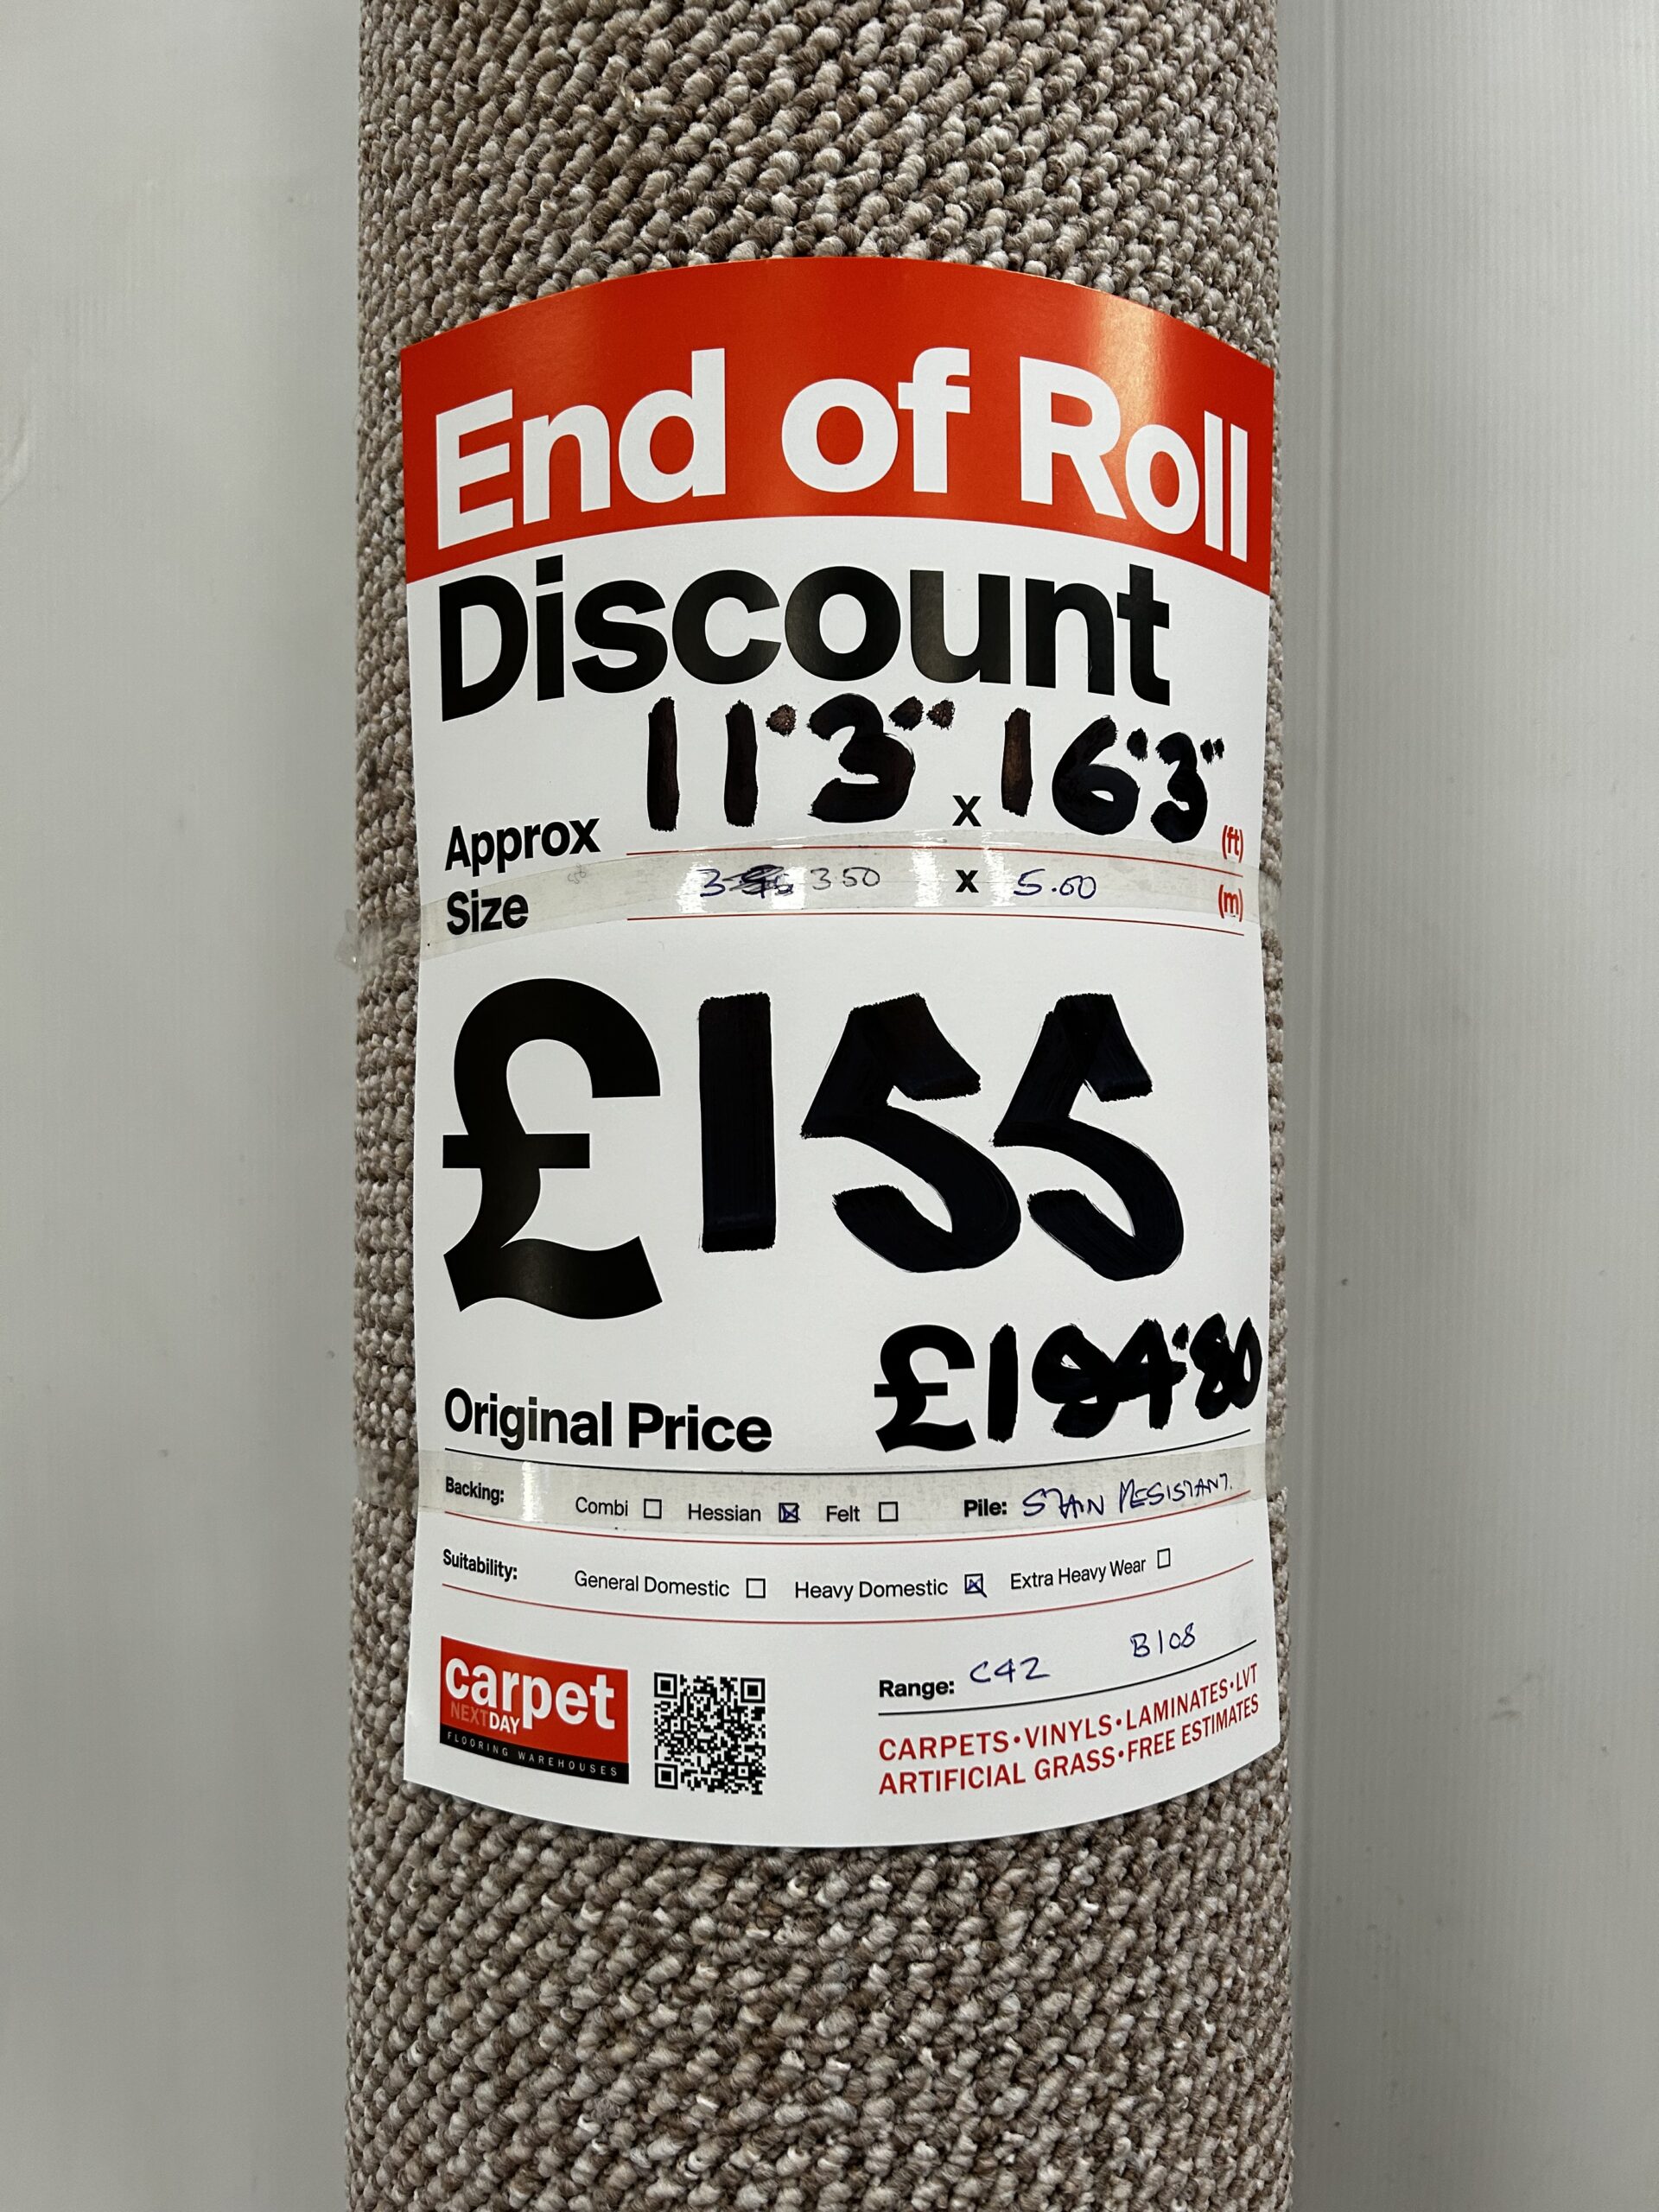 End of Roll
Discount
Approx Size
11'3" x 16'3" (ft)
3.50 x 5.00 (m)
£155
Original Price £194.80
Backing: Combi Hessian Felt Pile: STAIN RESISTANT.
Suitability: General Domestic Heavy Domestic Extra Heavy Wear
Range: C42 B108
carpet
NEXTDAY
FLOORING WAREHOUSES
CARPETS•VINYLS•LAMINATES•LVT
ARTIFICIAL GRASS•FREE ESTIMATES